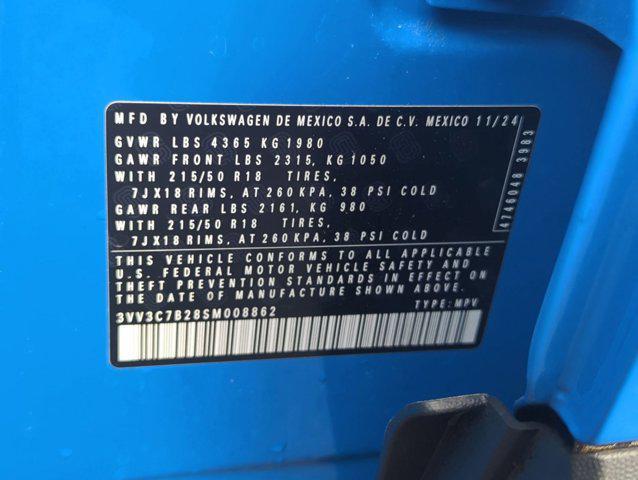 MFD BY VOLKSWAGEN DE MEXICO S.A. DE C.V. MEXICO 11/24
GVWR LBS 4365 KG 1980
GAWR FRONT LBS 2315, KG 1050
WITH 215/50 R18 TIRES,
7JX18 RIMS, AT 260 KPA, 38 PSI COLD
GAWR REAR LBS 2161, KG 980
WITH 215/50 R18 TIRES,
7JX18 RIMS, AT 260 KPA, 38 PSI COLD
THIS VEHICLE CONFORMS TO ALL APPLICABLE
U.S. FEDERAL MOTOR VEHICLE SAFETY AND
THEFT PREVENTION STANDARDS IN EFFECT ON
THE DATE OF MANUFACTURE SHOWN ABOVE.
3VV3C7B28SM008862 TYPE: MPV
4746048 3983